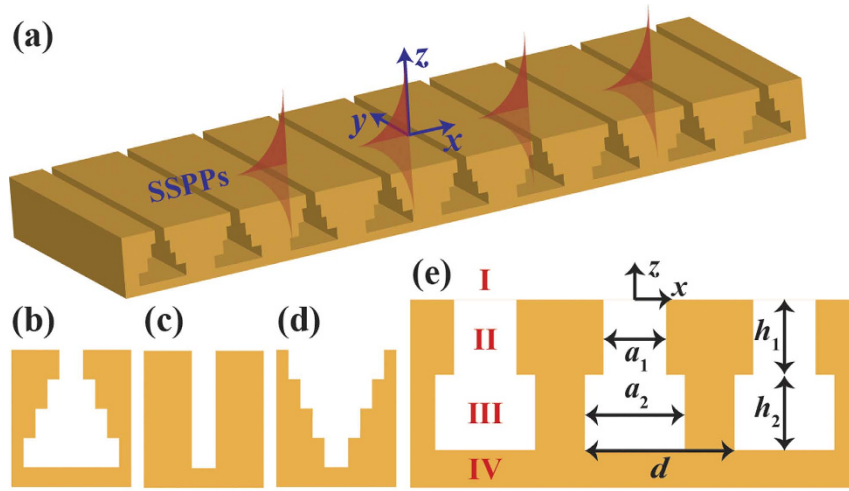 (a)
z
y
x
SSPPs
(b)
(c)
(d)
(e)
I
z
x
II
a₁
h₁
III
a₂
h₂
IV
d